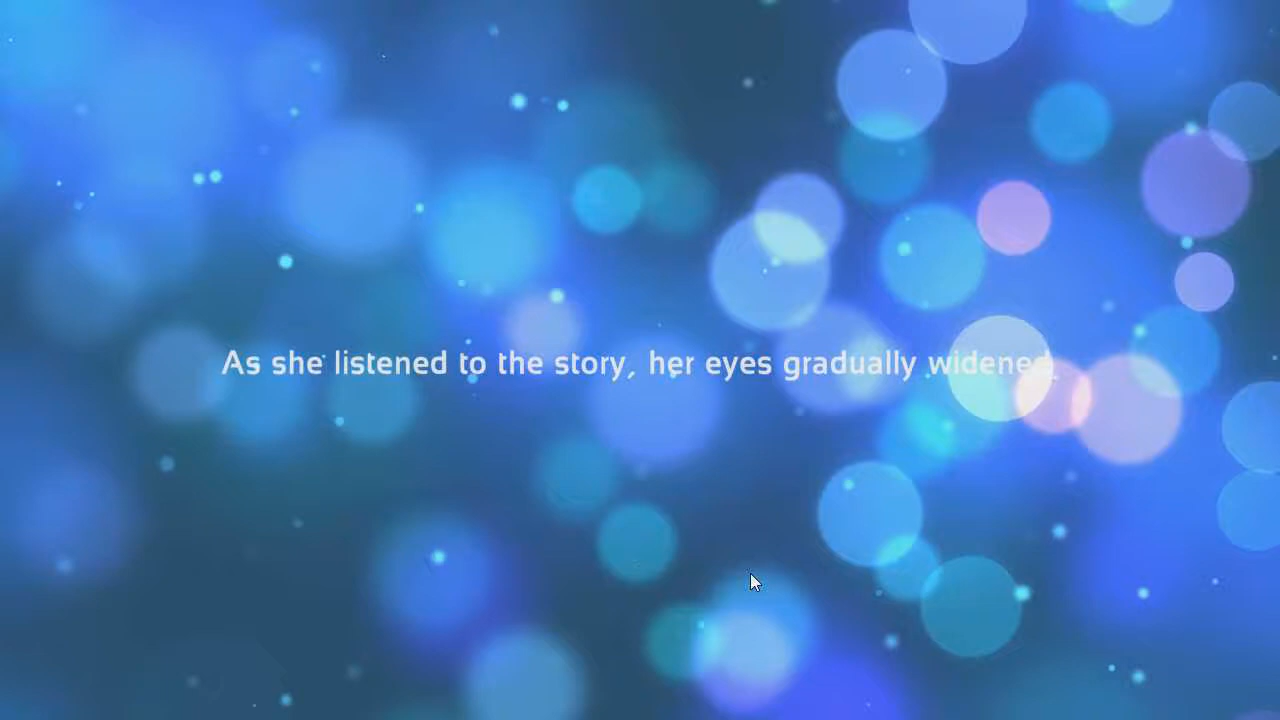 As she listened to the story, her eyes gradually widened.